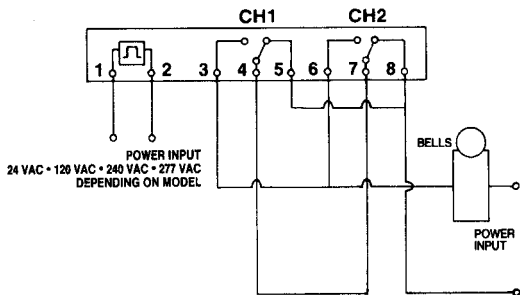 CH1 CH2
1 2 3 4 5 6 7 8
POWER INPUT
24 VAC • 120 VAC • 240 VAC • 277 VAC
DEPENDING ON MODEL
BELLS
POWER
INPUT